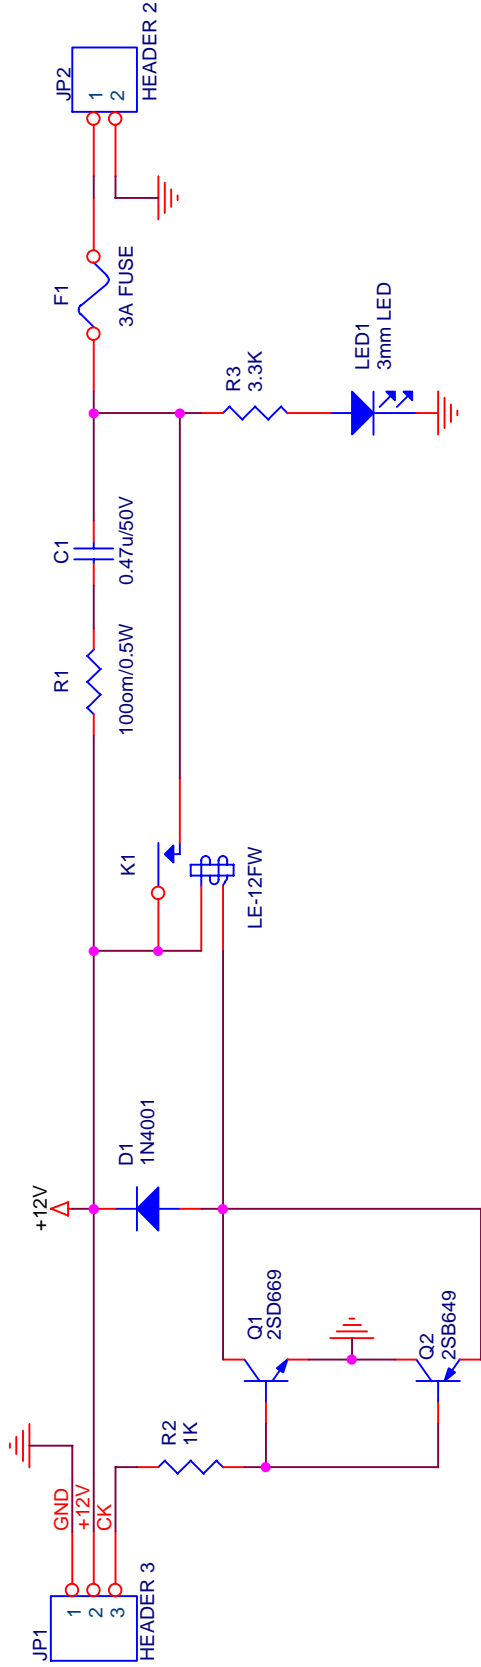 JP1
1
2
3
HEADER 3
GND
+12V
CK
R2
1K
+12V
Q1
2SD669
Q2
2SB649
D1
1N4001
K1
LE-12FW
R1
100om/0.5W
C1
0.47u/50V
R3
3.3K
LED1
3mm LED
F1
3A FUSE
JP2
1
2
HEADER 2